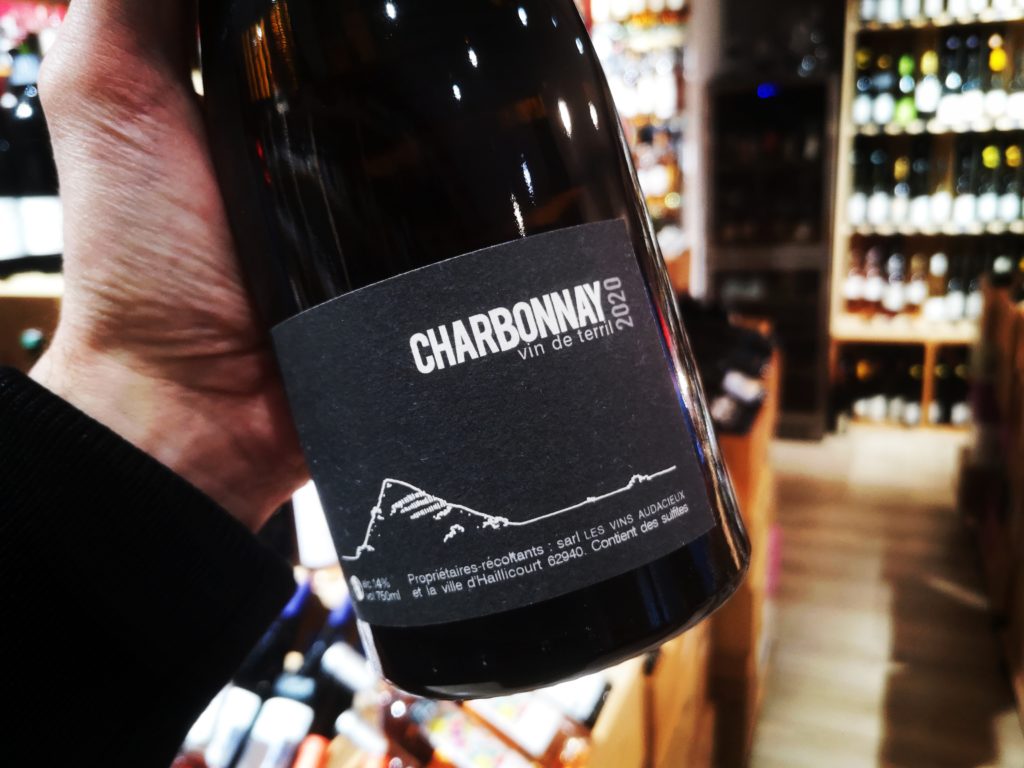 CHARBONNAY 2020
vin de terril
Propriétaires-récoltants : sarl LES VINS AUDACIEUX
et la ville d'Haillicourt 62940. Contient des sulfites
alc.14%
vol 750ml